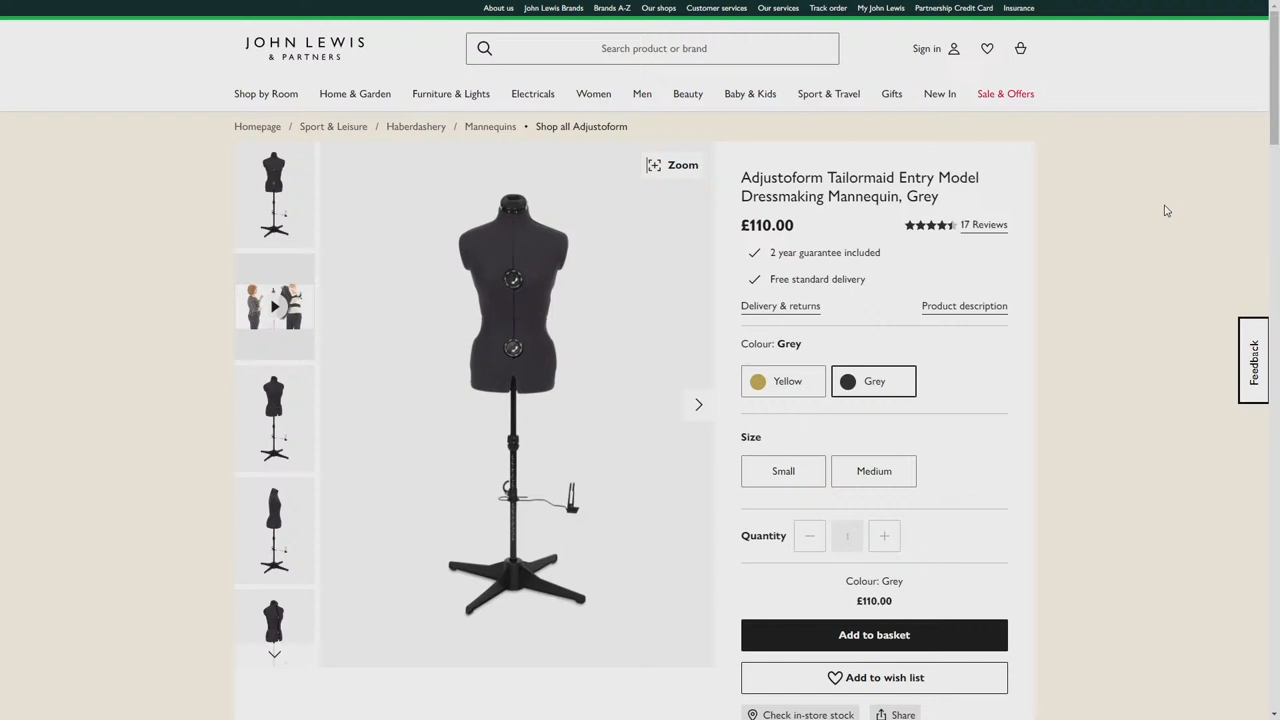 About us John Lewis Brands Brands A-Z Our shops Customer services Our services Track order My John Lewis Partnership Credit Card Insurance
JOHN LEWIS
& PARTNERS
Search product or brand
Sign in
Shop by Room Home & Garden Furniture & Lights Electricals Women Men Beauty Baby & Kids Sport & Travel Gifts New In Sale & Offers
Homepage / Sport & Leisure / Haberdashery / Mannequins • Shop all Adjustoform
Zoom
Adjustoform Tailormaid Entry Model
Dressmaking Mannequin, Grey
£110.00 17 Reviews
2 year guarantee included
Free standard delivery
Delivery & returns Product description
Colour: Grey
Yellow Grey
Size
Small Medium
Quantity − 1 +
Colour: Grey
£110.00
Add to basket
Add to wish list
Check in-store stock Share
Feedback